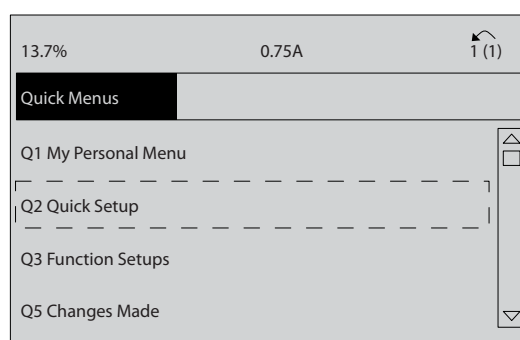 13.7% 0.75A 1 (1)
Quick Menus
Q1 My Personal Menu
Q2 Quick Setup
Q3 Function Setups
Q5 Changes Made